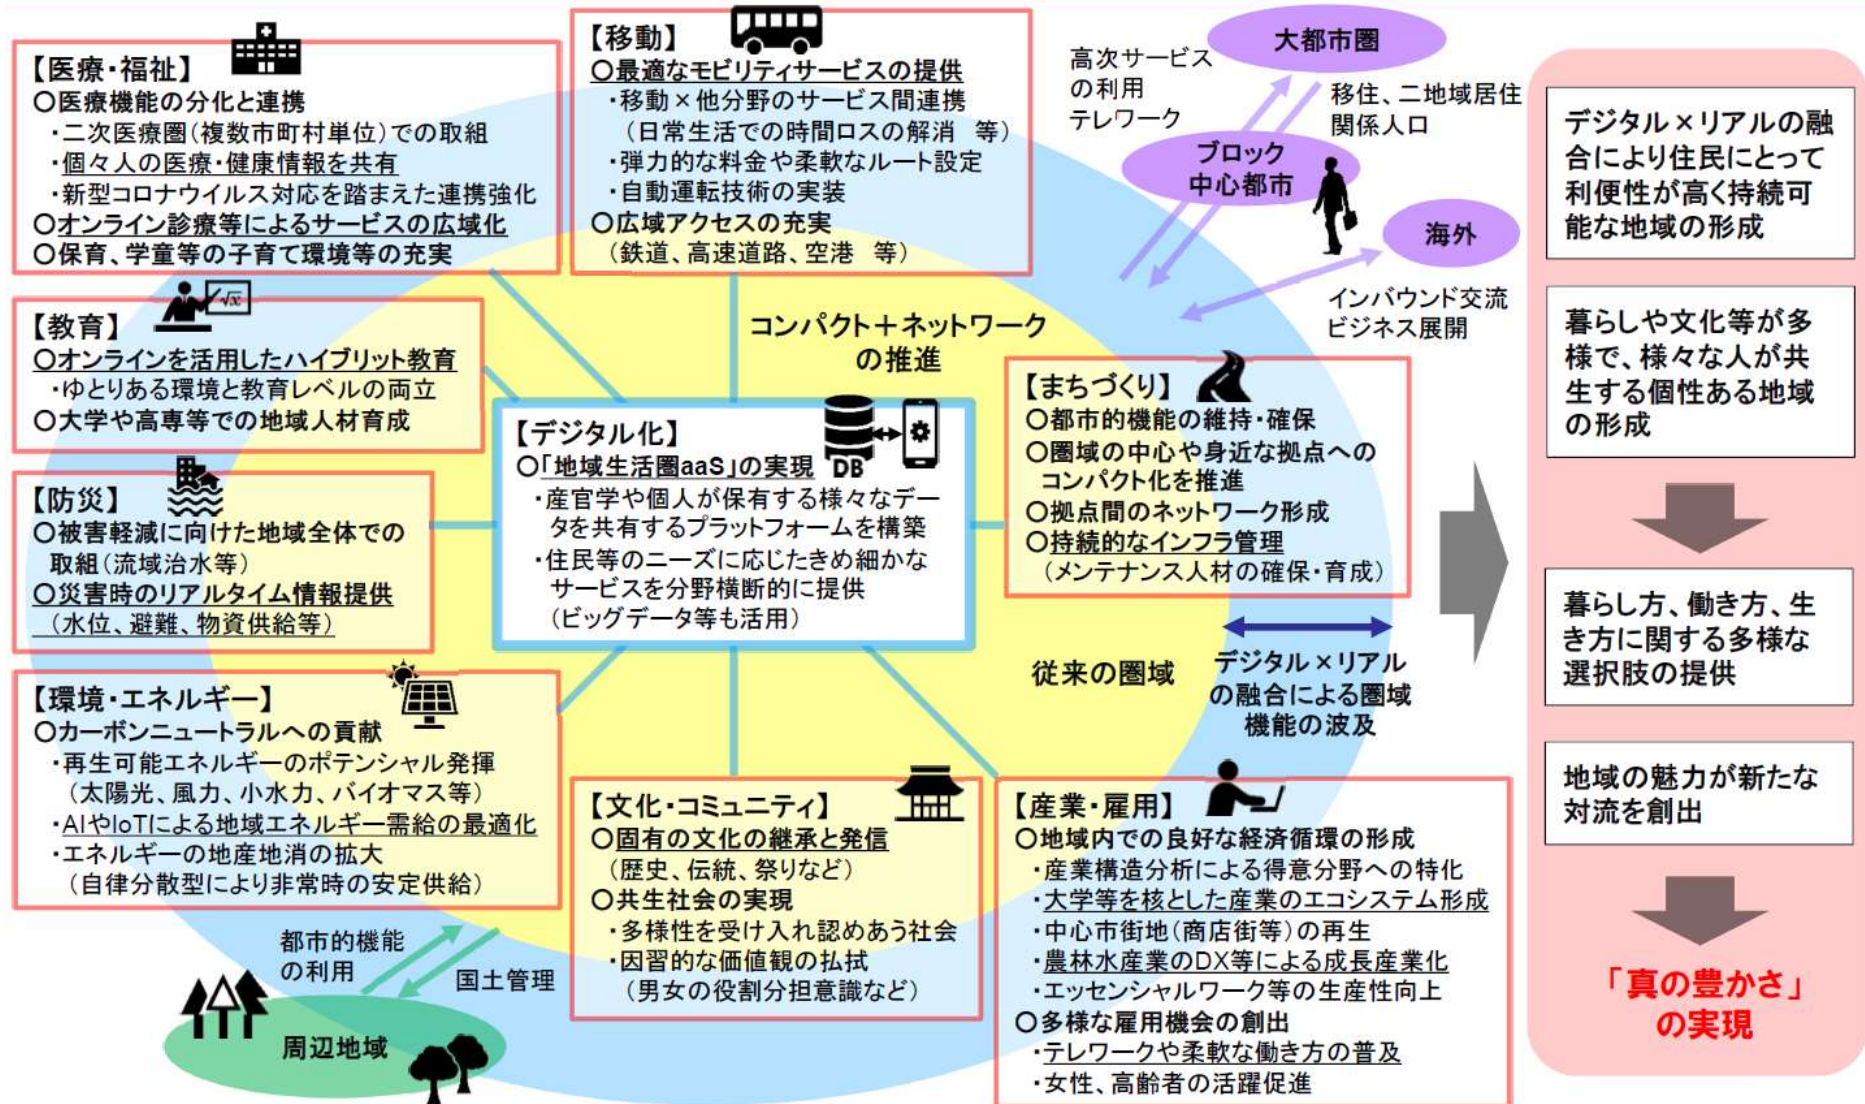 【医療・福祉】
○医療機能の分化と連携
・二次医療圏(複数市町村単位)での取組
・個々人の医療・健康情報を共有
・新型コロナウイルス対応を踏まえた連携強化
○オンライン診療等によるサービスの広域化
○保育、学童等の子育て環境等の充実
【移動】
○最適なモビリティサービスの提供
・移動×他分野のサービス間連携
(日常生活での時間ロスの解消 等)
・弾力的な料金や柔軟なルート設定
・自動運転技術の実装
○広域アクセスの充実
(鉄道、高速道路、空港 等)
大都市圏
高次サービス
の利用
テレワーク
移住、二地域居住
関係人口
ブロック
中心都市
海外
インバウンド交流
ビジネス展開
【教育】
√x
○オンラインを活用したハイブリット教育
・ゆとりある環境と教育レベルの両立
○大学や高専等での地域人材育成
コンパクト+ネットワーク
の推進
【デジタル化】
DB
○「地域生活圏aaS」の実現
・産官学や個人が保有する様々なデー
タを共有するプラットフォームを構築
・住民等のニーズに応じたきめ細かな
サービスを分野横断的に提供
(ビッグデータ等も活用)
【まちづくり】
○都市的機能の維持・確保
○圏域の中心や身近な拠点への
コンパクト化を推進
○拠点間のネットワーク形成
○持続的なインフラ管理
(メンテナンス人材の確保・育成)
【防災】
○被害軽減に向けた地域全体での
取組(流域治水等)
○災害時のリアルタイム情報提供
(水位、避難、物資供給等)
従来の圏域
デジタル×リアル
の融合による圏域
機能の波及
【環境・エネルギー】
○カーボンニュートラルへの貢献
・再生可能エネルギーのポテンシャル発揮
(太陽光、風力、小水力、バイオマス等)
・AIやIoTによる地域エネルギー需給の最適化
・エネルギーの地産地消の拡大
(自律分散型により非常時の安定供給)
【文化・コミュニティ】
○固有の文化の継承と発信
(歴史、伝統、祭りなど)
○共生社会の実現
・多様性を受け入れ認めあう社会
・因習的な価値観の払拭
(男女の役割分担意識など)
【産業・雇用】
○地域内での良好な経済循環の形成
・産業構造分析による得意分野への特化
・大学等を核とした産業のエコシステム形成
・中心市街地(商店街等)の再生
・農林水産業のDX等による成長産業化
・エッセンシャルワーク等の生産性向上
○多様な雇用機会の創出
・テレワークや柔軟な働き方の普及
・女性、高齢者の活躍促進
都市的機能
の利用
国土管理
周辺地域
デジタル×リアルの融
合により住民にとって
利便性が高く持続可
能な地域の形成
暮らしや文化等が多
様で、様々な人が共
生する個性ある地域
の形成
暮らし方、働き方、生
き方に関する多様な
選択肢の提供
地域の魅力が新たな
対流を創出
「真の豊かさ」
の実現